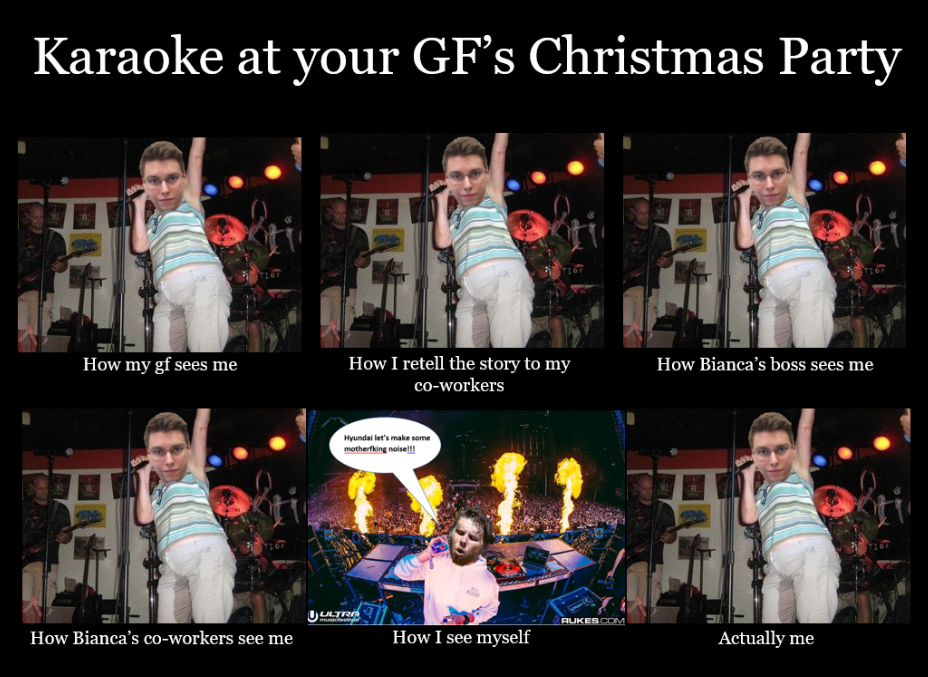 Karaoke at your GF’s Christmas Party
How my gf sees me
How I retell the story to my
co-workers
How Bianca’s boss sees me
Hyundai let's make some
motherfking noise!!!
ULTRA
musicfestival
RUKES.COM
How Bianca’s co-workers see me
How I see myself
Actually me